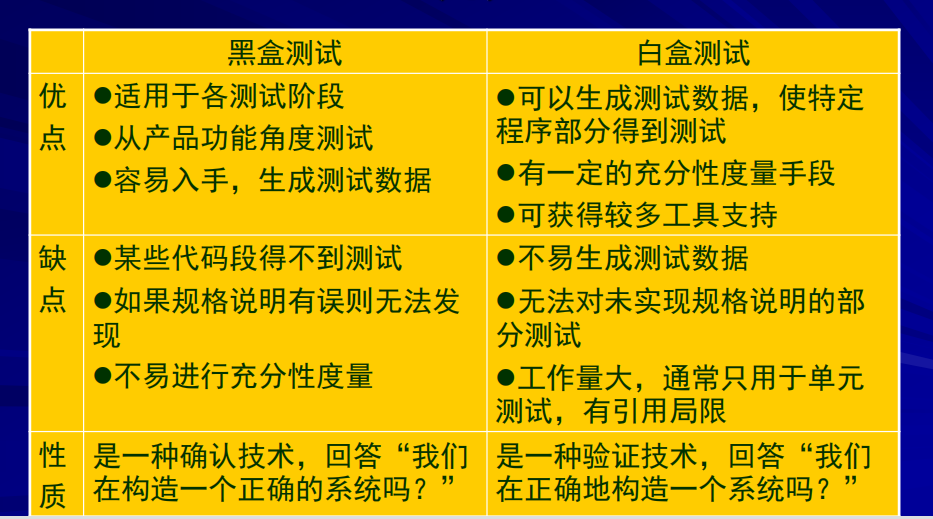 黑盒测试
白盒测试
优
点
●适用于各测试阶段
●从产品功能角度测试
●容易入手，生成测试数据
●可以生成测试数据，使特定
程序部分得到测试
●有一定的充分性度量手段
●可获得较多工具支持
缺
点
●某些代码段得不到测试
●如果规格说明有误则无法发
现
●不易进行充分性度量
●不易生成测试数据
●无法对未实现规格说明的部
分测试
●工作量大，通常只用于单元
测试，有引用局限
性
质
是一种确认技术，回答“我们
在构造一个正确的系统吗？”
是一种验证技术，回答“我们
在正确地构造一个系统吗？”